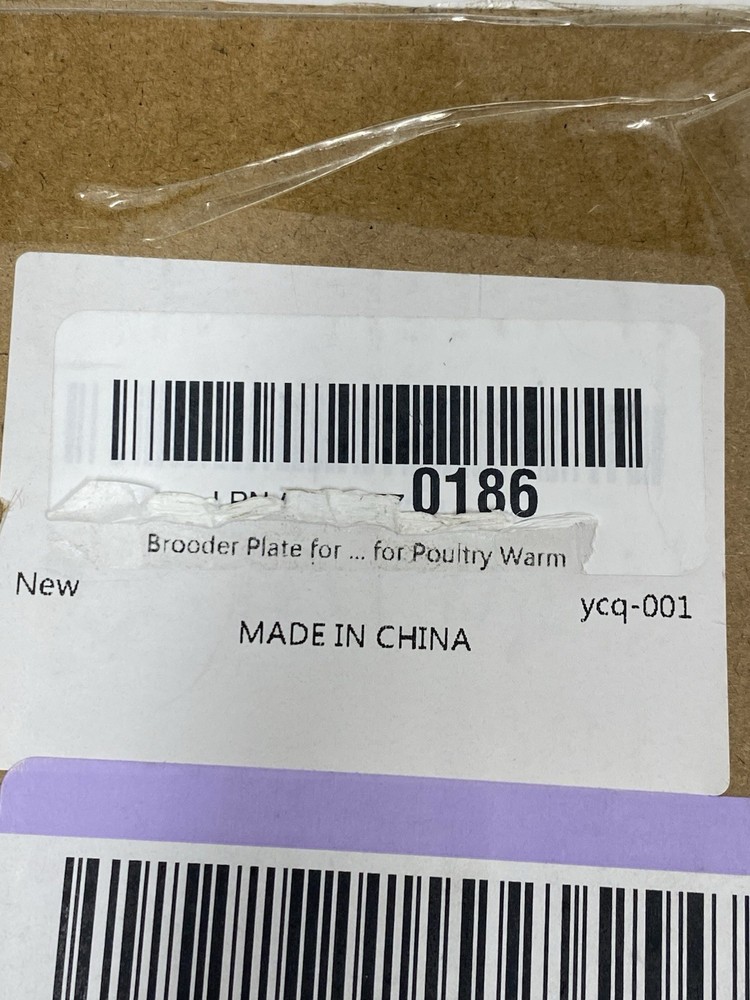 0186
Brooder Plate for ... for Poultry Warm
New
ycq-001
MADE IN CHINA